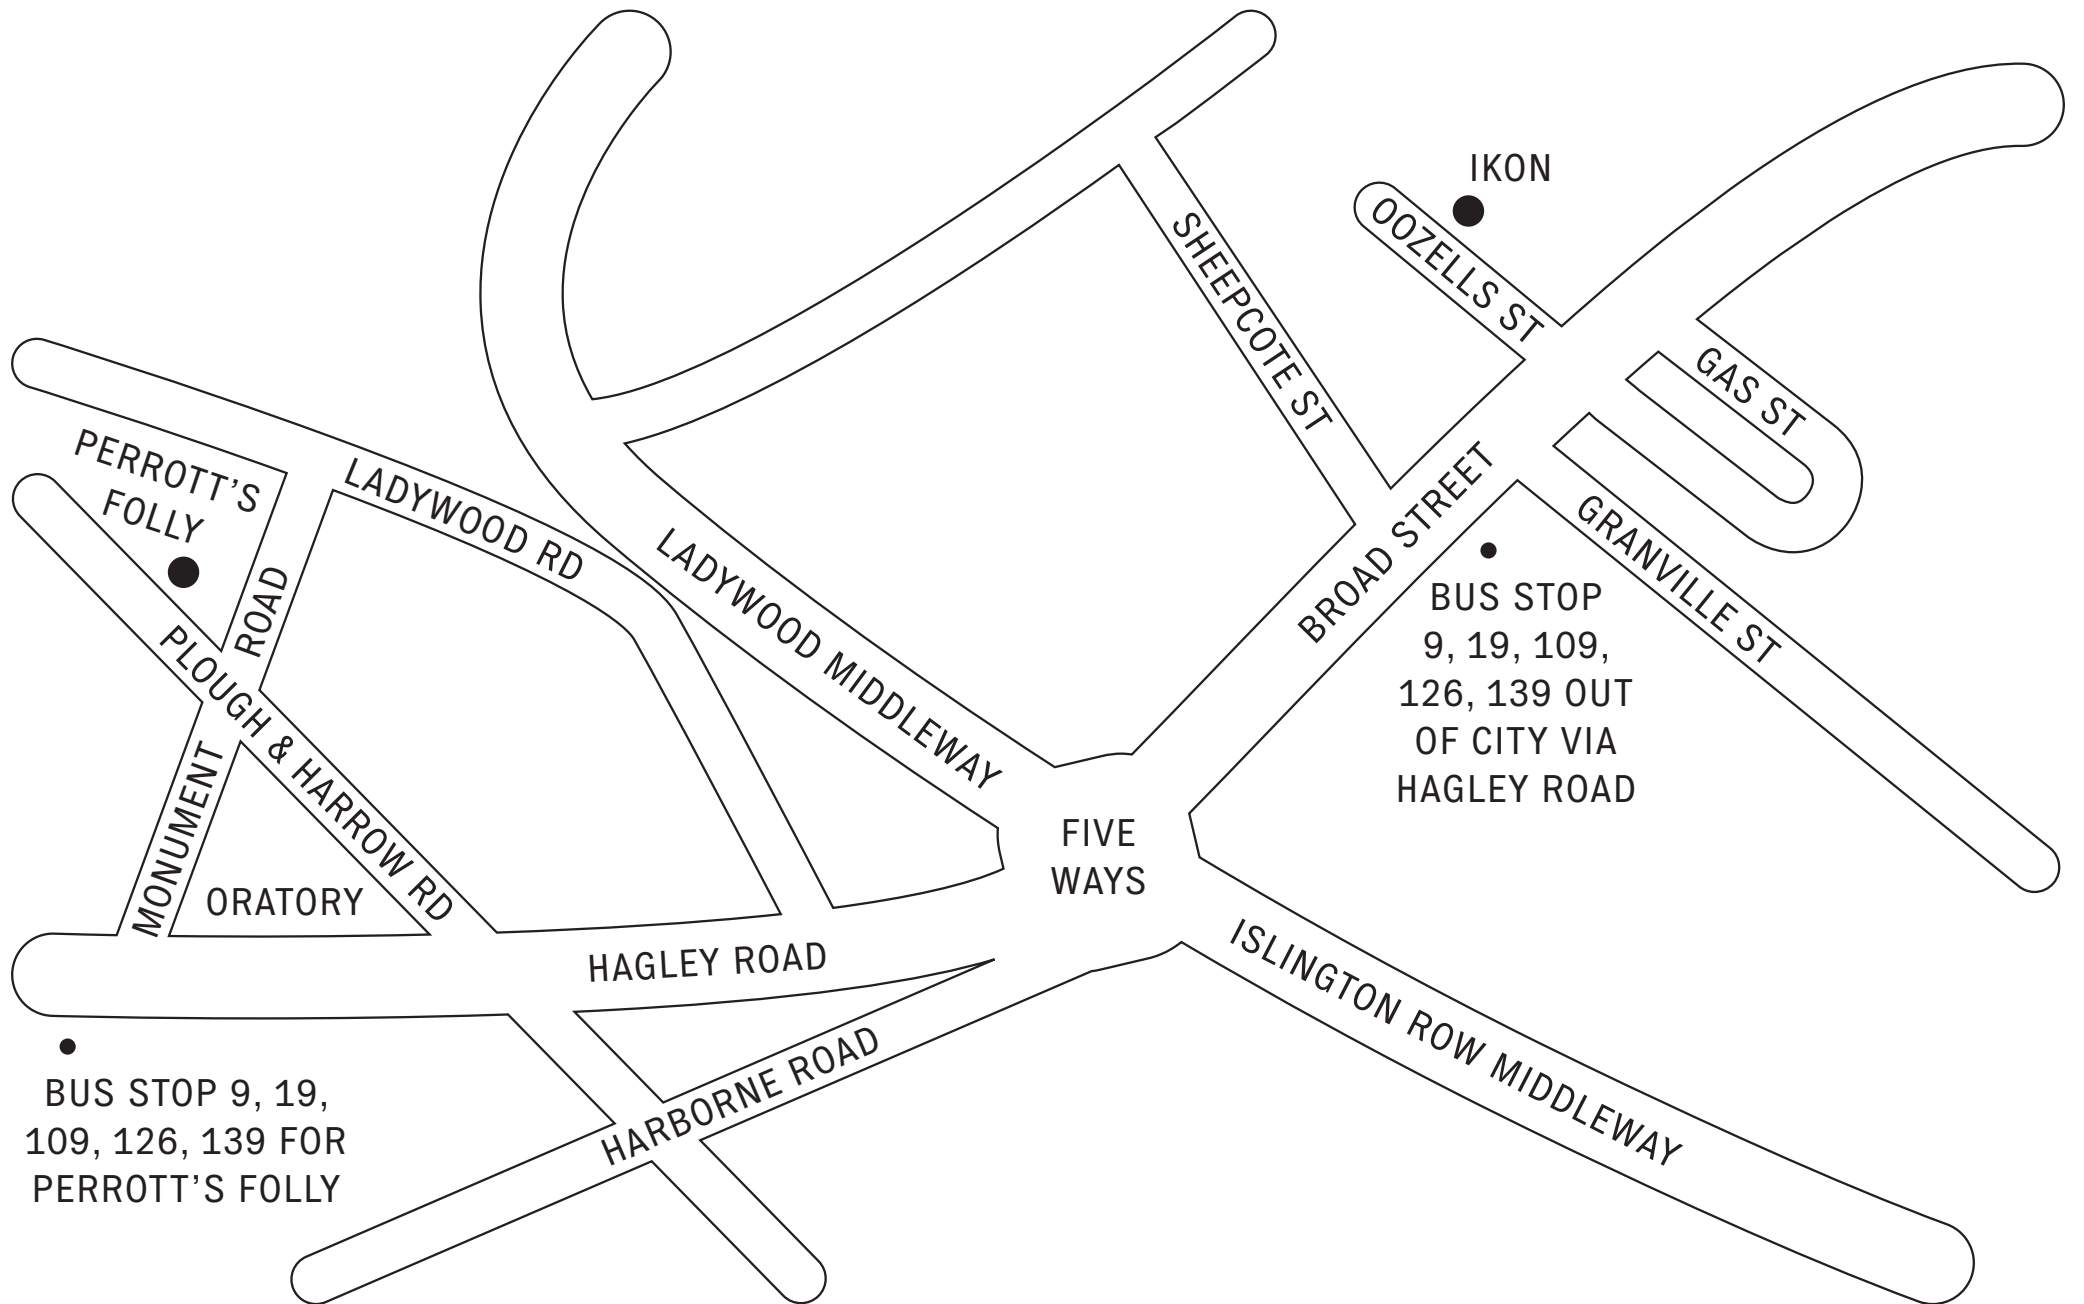 IKON
OOZELLS ST
SHEEPCOTE ST
GAS ST
PERROTT’S
FOLLY
LADYWOOD RD
BROAD STREET
GRANVILLE ST
LADYWOOD MIDDLEWAY
BUS STOP
9, 19, 109,
126, 139 OUT
OF CITY VIA
HAGLEY ROAD
MONUMENT ROAD
PLOUGH & HARROW RD
FIVE
WAYS
ORATORY
HAGLEY ROAD
ISLINGTON ROW MIDDLEWAY
HARBORNE ROAD
BUS STOP 9, 19,
109, 126, 139 FOR
PERROTT’S FOLLY